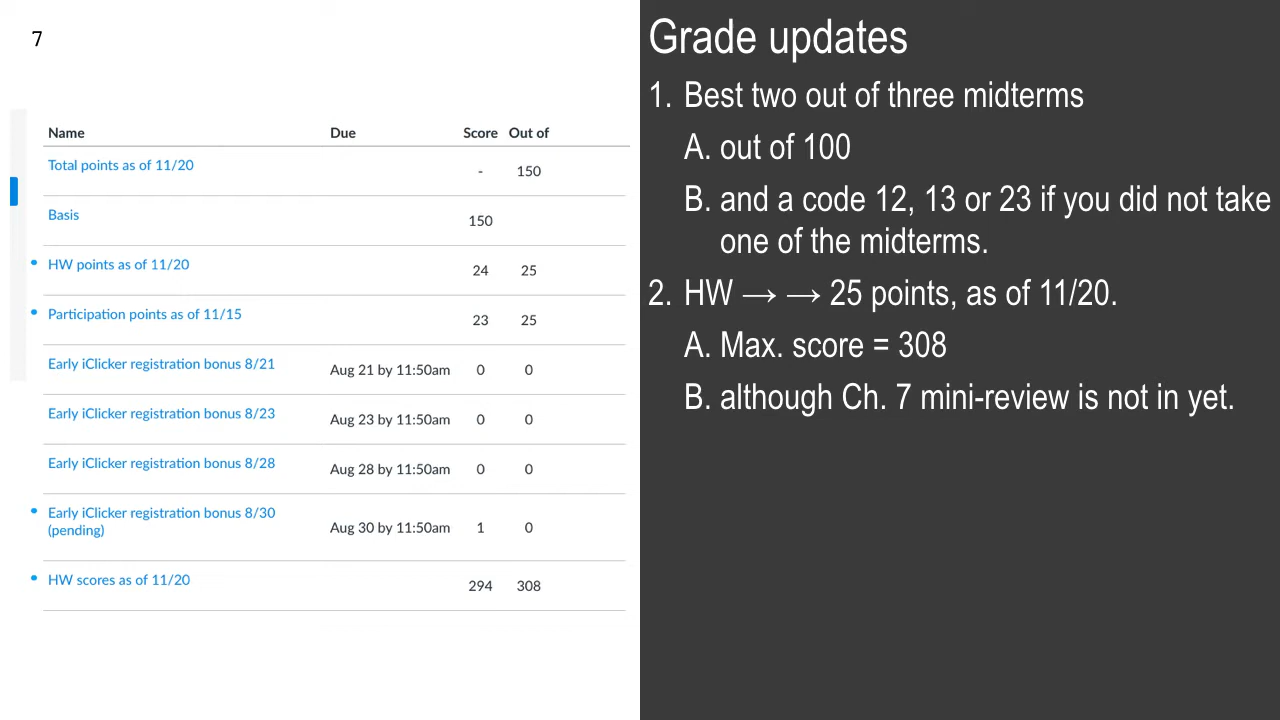 7
Name Due Score Out of
Total points as of 11/20 - 150
Basis 150
• HW points as of 11/20 24 25
• Participation points as of 11/15 23 25
Early iClicker registration bonus 8/21 Aug 21 by 11:50am 0 0
Early iClicker registration bonus 8/23 Aug 23 by 11:50am 0 0
Early iClicker registration bonus 8/28 Aug 28 by 11:50am 0 0
• Early iClicker registration bonus 8/30
(pending) Aug 30 by 11:50am 1 0
• HW scores as of 11/20 294 308
Grade updates
1. Best two out of three midterms
A. out of 100
B. and a code 12, 13 or 23 if you did not take
one of the midterms.
2. HW → → 25 points, as of 11/20.
A. Max. score = 308
B. although Ch. 7 mini-review is not in yet.